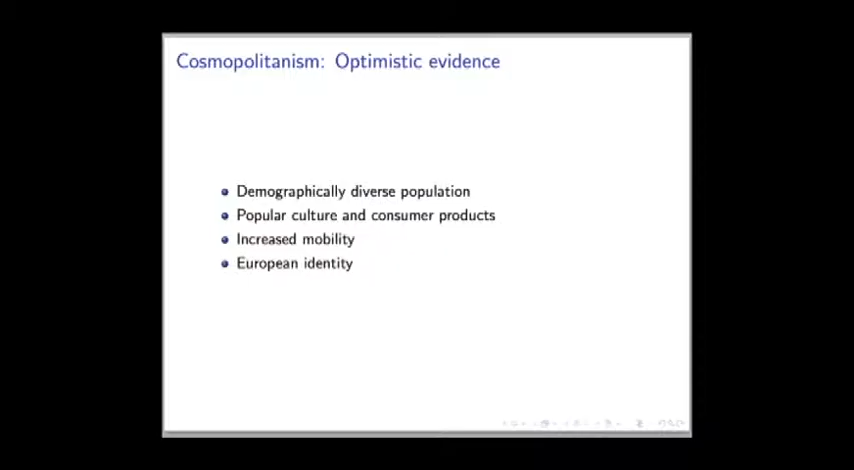 Cosmopolitanism: Optimistic evidence
Demographically diverse population
Popular culture and consumer products
Increased mobility
European identity